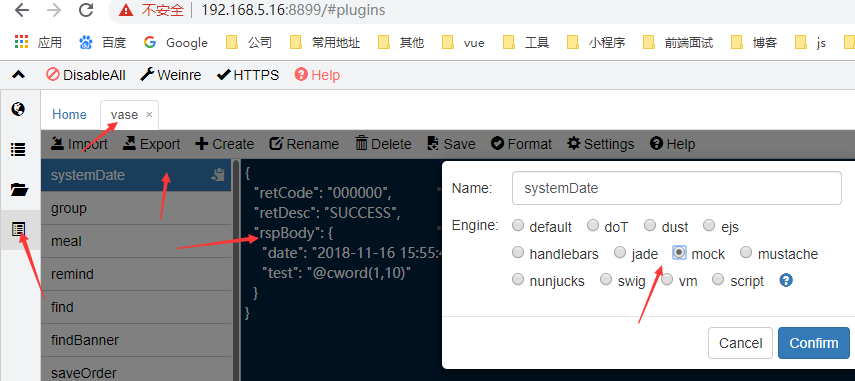 不安全 | 192.168.5.16:8899/#plugins
应用 百度 Google 公司 常用地址 其他 vue 工具 小程序 前端面试 博客 js
DisableAll Weinre HTTPS Help
Home vase ×
Import Export Create Rename Delete Save Format Settings Help
systemDate
group
meal
remind
find
findBanner
saveOrder
{
"retCode": "000000",
"retDesc": "SUCCESS",
"rspBody": {
"date": "2018-11-16 15:55:4
"test": "@cword(1,10)"
}
}
Name: systemDate
Engine: default doT dust ejs
handlebars jade mock mustache
nunjucks swig vm script ?
Cancel Confirm